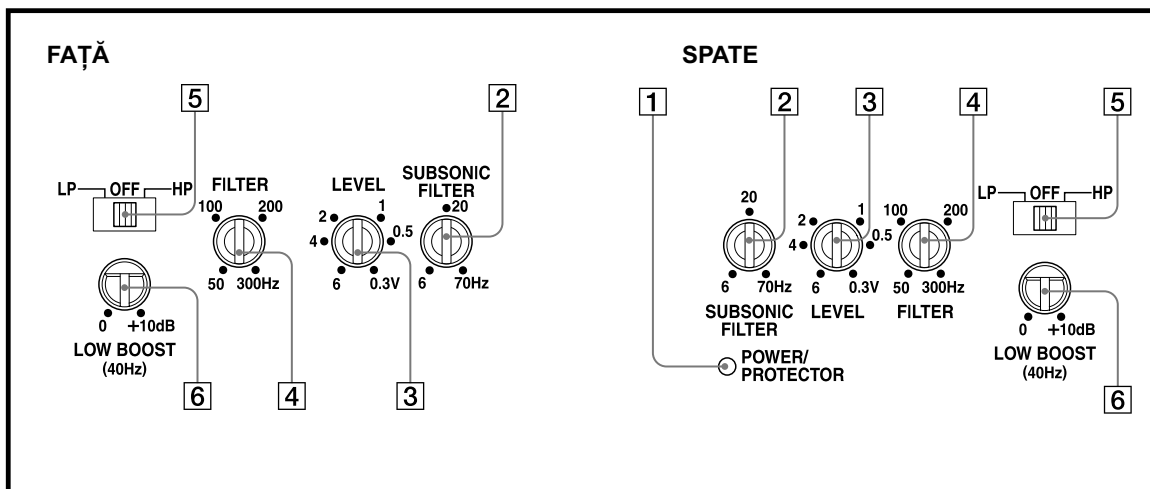 FAȚĂ
5
2
LP OFF HP
FILTER
100 200
50 300Hz
LEVEL
2 1
4 0.5
6 0.3V
SUBSONIC
FILTER
20
6 70Hz
0 +10dB
LOW BOOST
(40Hz)
6
4
3
SPATE
1
2
3
4
5
20
6 70Hz
SUBSONIC
FILTER
2 1
4 0.5
6 0.3V
LEVEL
100 200
50 300Hz
FILTER
LP OFF HP
0 +10dB
LOW BOOST
(40Hz)
POWER/
PROTECTOR
6